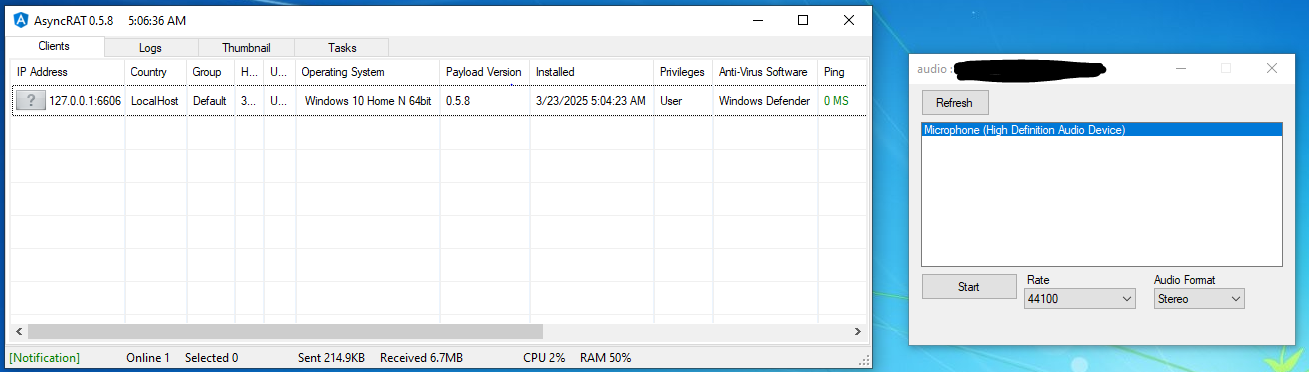 AsyncRAT 0.5.8 5:06:36 AM
Clients Logs Thumbnail Tasks
IP Address Country Group H... U... Operating System Payload Version Installed Privileges Anti-Virus Software Ping
127.0.0.1:6606 LocalHost Default 3... U... Windows 10 Home N 64bit 0.5.8 3/23/2025 5:04:23 AM User Windows Defender 0 MS
[Notification] Online 1 Selected 0 Sent 214.9KB Received 6.7MB CPU 2% RAM 50%
audio :
Refresh
Microphone (High Definition Audio Device)
Start
Rate
44100
Audio Format
Stereo